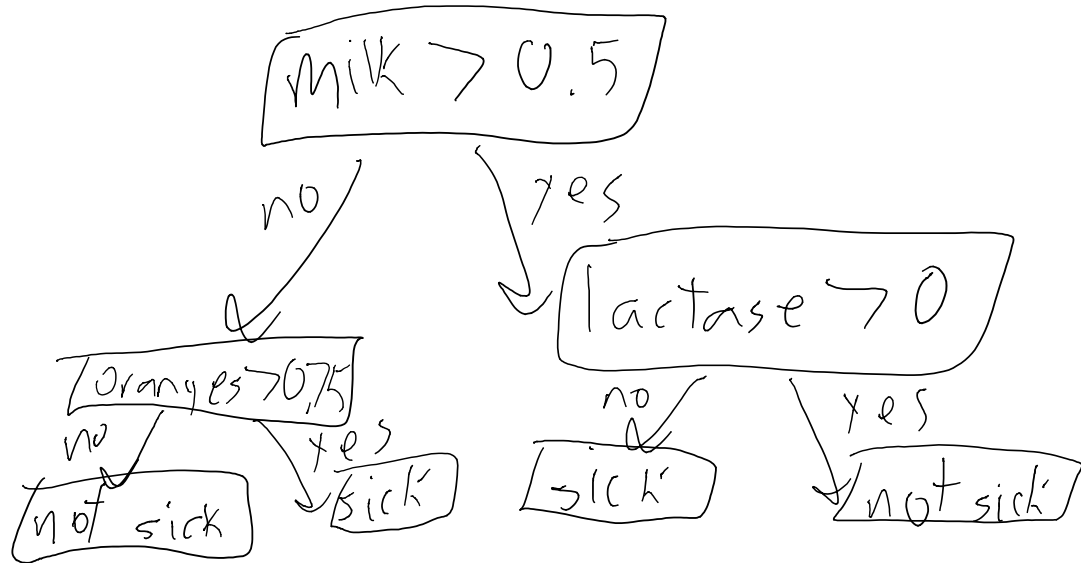 milk > 0.5
no
yes
lactase > 0
oranges > 0.75
no
yes
no
yes
not sick
sick
sick
not sick